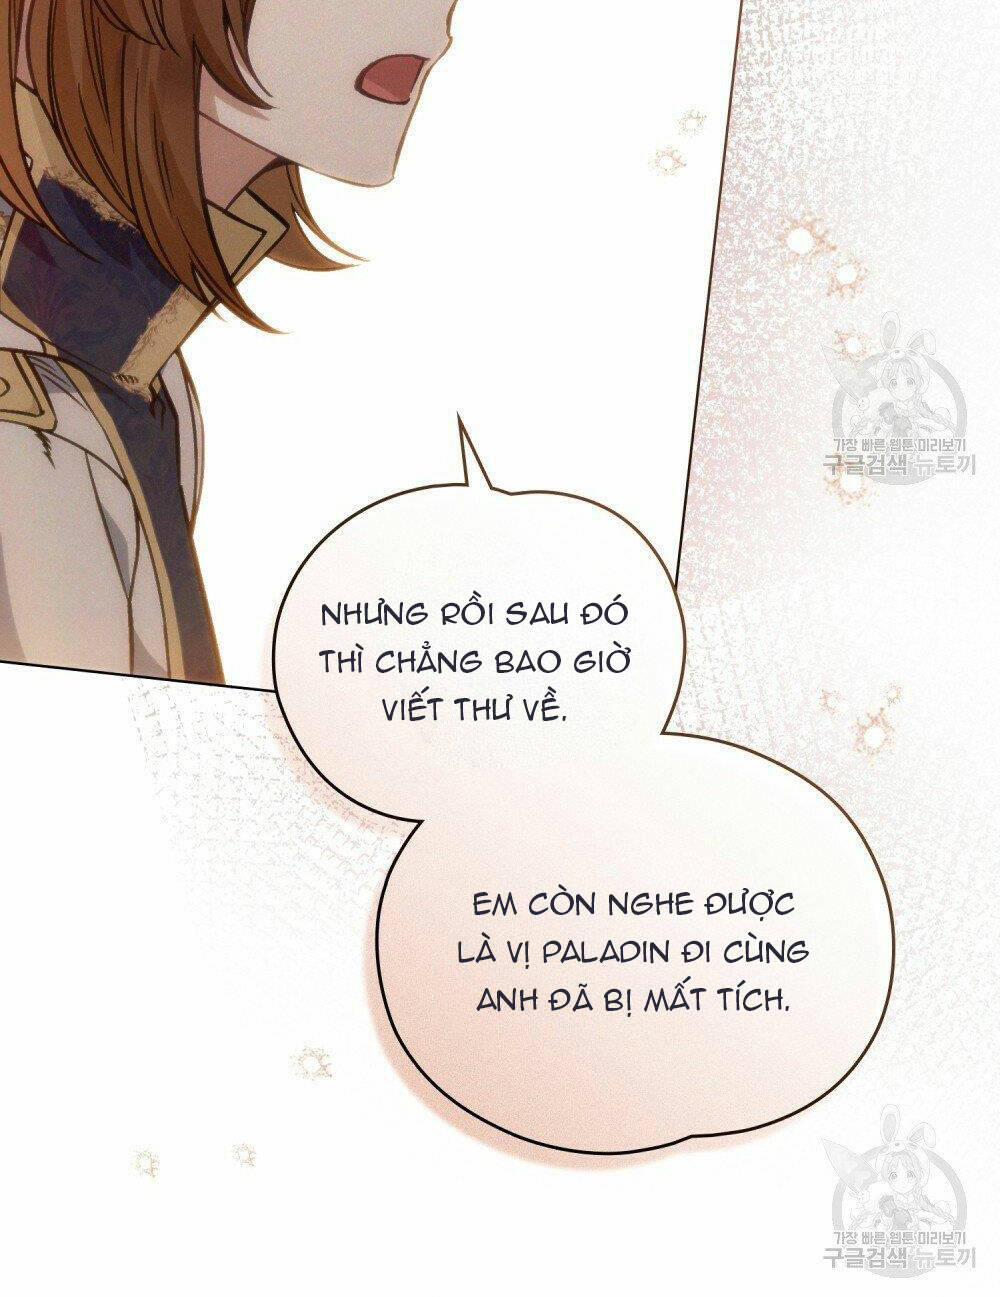 가장 빠른 웹툰 미리보기
구글검색 뉴토끼
NHƯNG RỒI SAU ĐÓ
THÌ CHẲNG BAO GIỜ
VIẾT THƯ VỀ.
EM CÒN NGHE ĐƯỢC
LÀ VỊ PALADIN ĐI CÙNG
ANH ĐÃ BỊ MẤT TÍCH.
가장 빠른 웹툰 미리보기
구글검색 뉴토끼